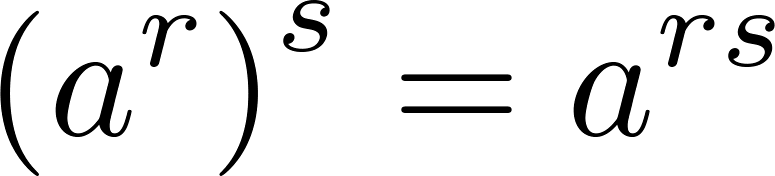 (a^r)^s = a^{rs}